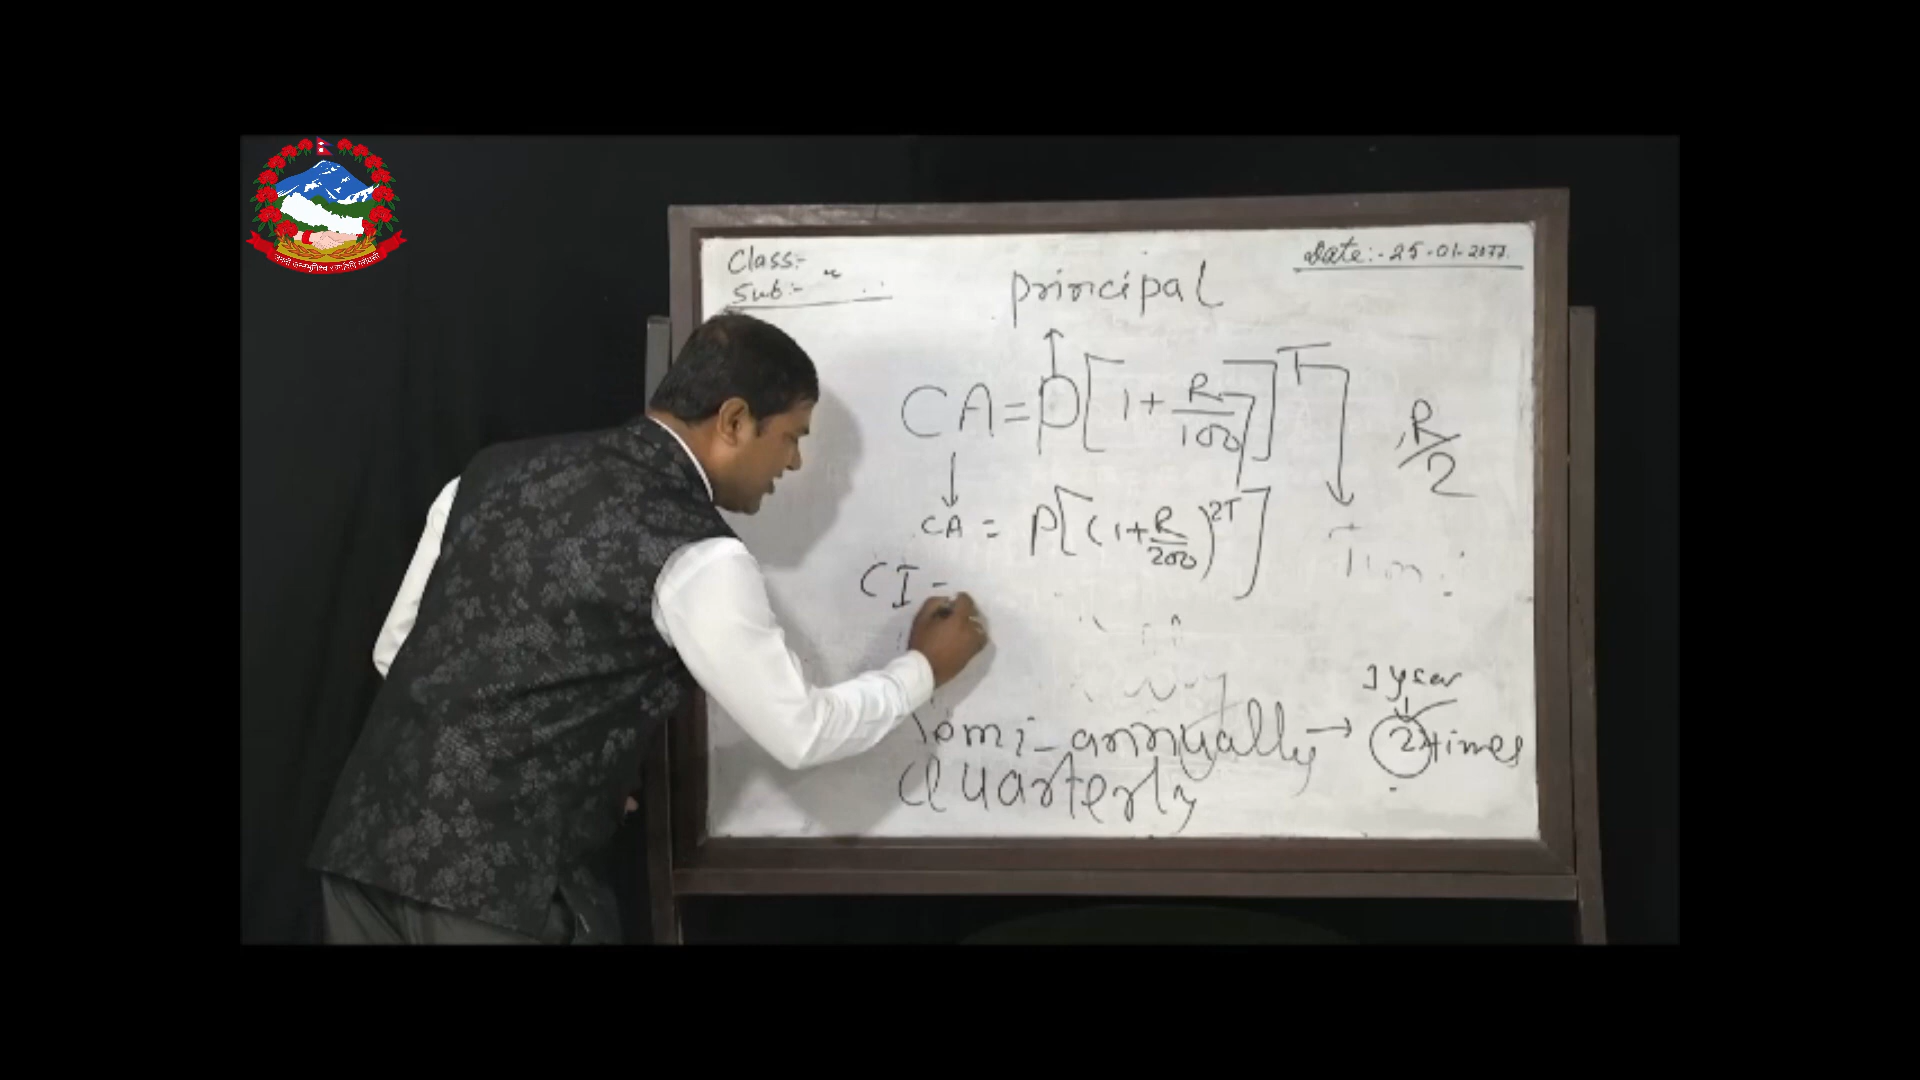 Class:-
Sub:-
Date:-25-01-2077.
principal
CA = P[1+R/100]^T
R/2
CA = P[(1+R/200)^2T]
Tim
CI =
1 year
Semi-annually → 2 times
Quarterly